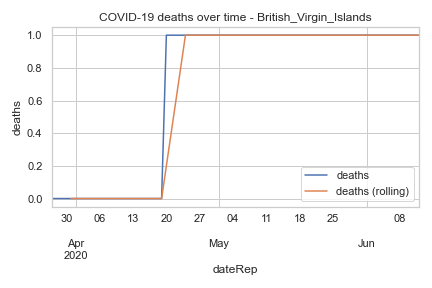 COVID-19 deaths over time - British_Virgin_Islands
deaths
1.0
0.8
0.6
0.4
0.2
0.0
deaths
deaths (rolling)
30 06 13 20 27 04 11 18 25 08
Apr May Jun
2020
dateRep